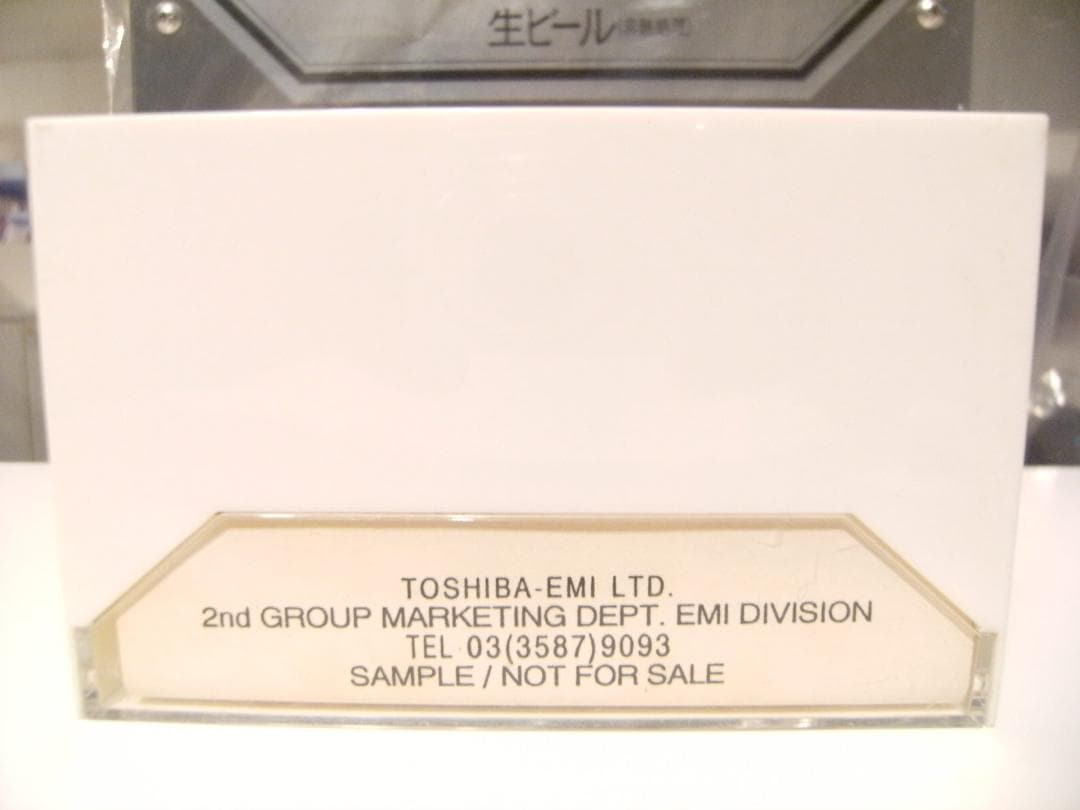 生ビール
TOSHIBA-EMI LTD.
2nd GROUP MARKETING DEPT. EMI DIVISION
TEL 03(3587)9093
SAMPLE / NOT FOR SALE